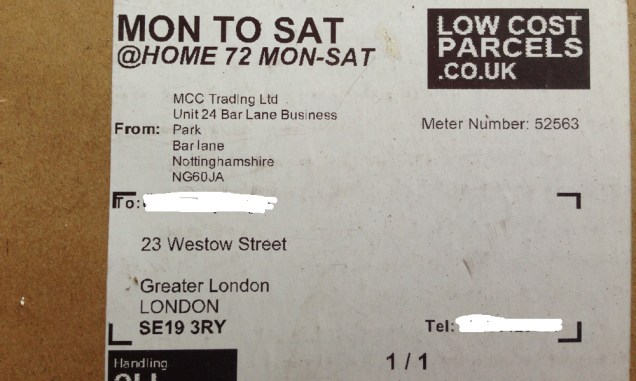 MON TO SAT
@HOME 72 MON-SAT
LOW COST
PARCELS
.CO.UK
MCC Trading Ltd
Unit 24 Bar Lane Business
From: Park
Bar lane
Nottinghamshire
NG60JA
Meter Number: 52563
To:
23 Westow Street
Greater London
LONDON
SE19 3RY
Tel:
Handling
1 / 1